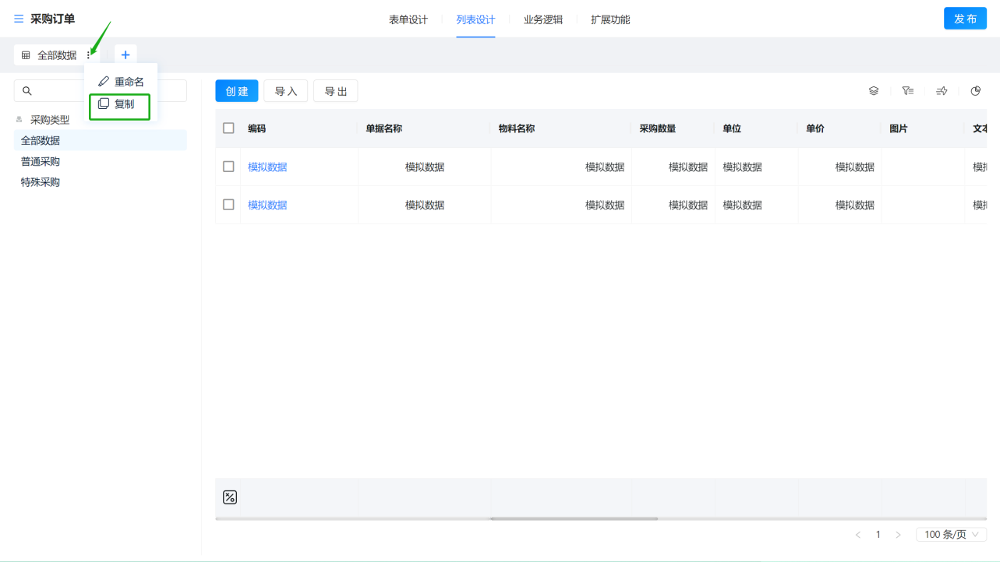 采购订单
表单设计 列表设计 业务逻辑 扩展功能
发布
全部数据
重命名
复制
创建 导入 导出
采购类型
全部数据
普通采购
特殊采购
编码 单据名称 物料名称 采购数量 单位 单价 图片 文本
模拟数据 模拟数据 模拟数据 模拟数据 模拟数据 模拟数据
模拟数据 模拟数据 模拟数据 模拟数据 模拟数据 模拟数据
< 1 > 100 条/页